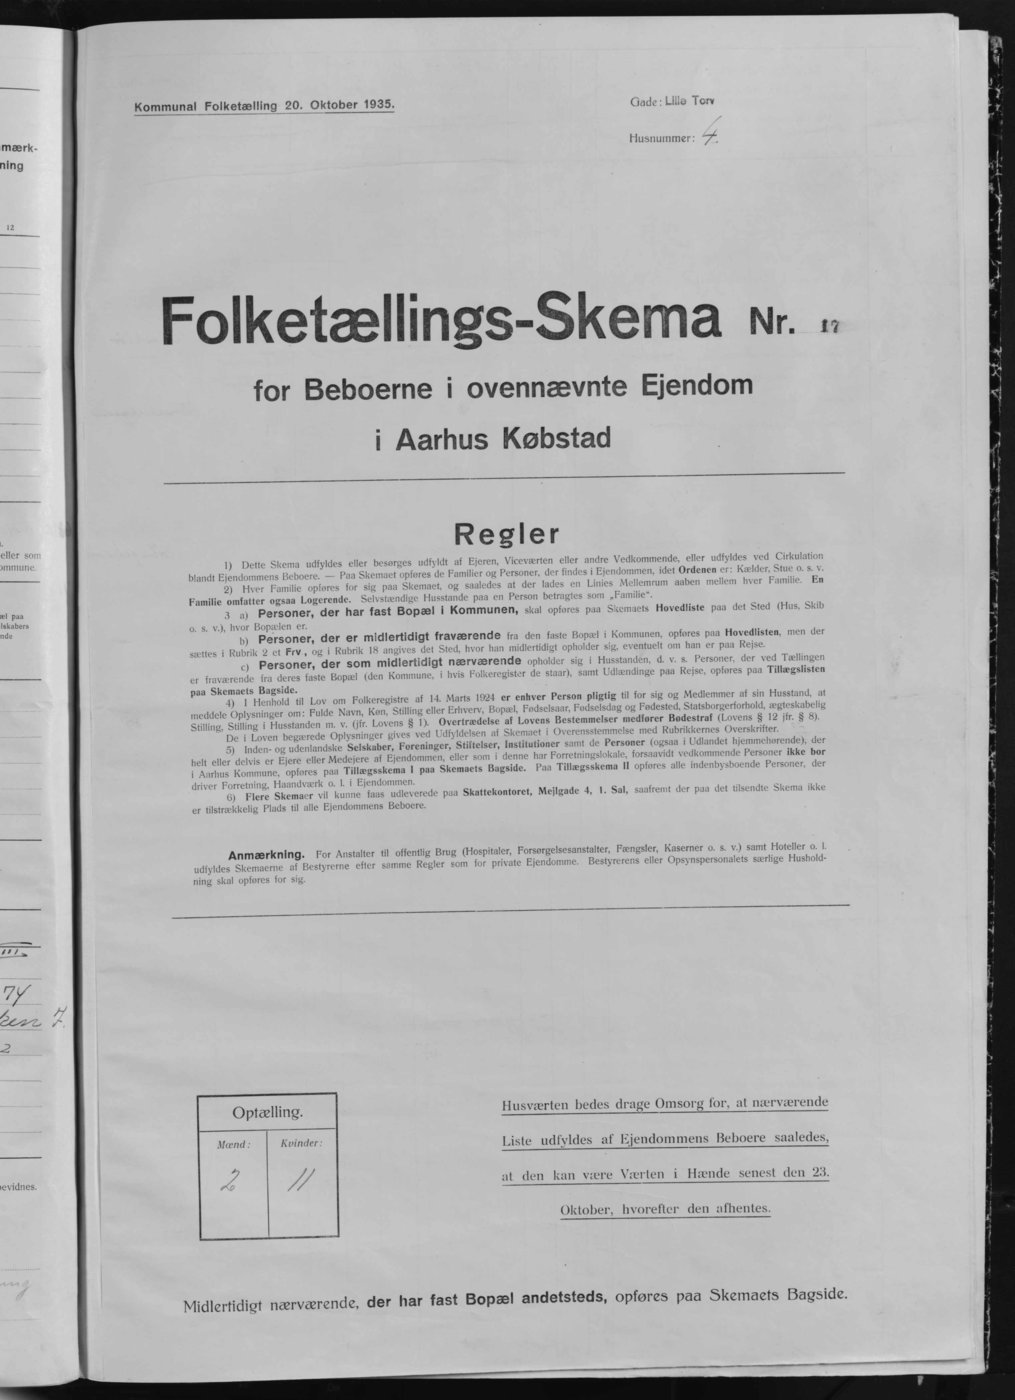 mærk-
ning
12
eller som
ommune.
æl paa
lskabers
nde
74
ken 7.
2
evidnes.
Kommunal Folketælling 20. Oktober 1935.
Gade: Lille Torv
Husnummer: 4.
Folketællings-Skema Nr. 17
for Beboerne i ovennævnte Ejendom
i Aarhus Købstad
Regler
1) Dette Skema udfyldes eller besørges udfyldt af Ejeren, Viceværten eller andre Vedkommende, eller udfyldes ved Cirkulation
blandt Ejendommens Beboere. — Paa Skemaet opføres de Familier og Personer, der findes i Ejendommen, idet Ordenen er: Kælder, Stue o. s. v.
2) Hver Familie opføres for sig paa Skemaet, og saaledes at der lades en Linies Mellemrum aaben mellem hver Familie. En
Familie omfatter ogsaa Logerende. Selvstændige Husstande paa en Person betragtes som „Familie“.
3 a) Personer, der har fast Bopæl i Kommunen, skal opføres paa Skemaets Hovedliste paa det Sted (Hus, Skib
o. s. v.), hvor Bopælen er.
b) Personer, der er midlertidigt fraværende fra den faste Bopæl i Kommunen, opføres paa Hovedlisten, men der
sættes i Rubrik 2 et Frv, og i Rubrik 18 angives det Sted, hvor han midlertidigt opholder sig, eventuelt om han er paa Rejse.
c) Personer, der som midlertidigt nærværende opholder sig i Husstanden, d. v. s. Personer, der ved Tællingen
er fraværende fra deres faste Bopæl (den Kommune, i hvis Folkeregister de staar), samt Udlændinge paa Rejse, opføres paa Tillægslisten
paa Skemaets Bagside.
4) I Henhold til Lov om Folkeregistre af 14. Marts 1924 er enhver Person pligtig til for sig og Medlemmer af sin Husstand, at
meddele Oplysninger om: Fulde Navn, Køn, Stilling eller Erhverv, Bopæl, Fødselsaar, Fødselsdag og Fødested, Statsborgerforhold, ægteskabelig
Stilling, Stilling i Husstanden m. v. (jfr. Lovens § 1). Overtrædelse af Lovens Bestemmelser medfører Bødestraf (Lovens § 12 jfr. § 8).
De i Loven begærede Oplysninger gives ved Udfyldelsen af Skemaet i Overensstemmelse med Rubrikkernes Overskrifter.
5) Inden- og udenlandske Selskaber, Foreninger, Stiftelser, Institutioner samt de Personer (ogsaa i Udlandet hjemmehørende), der
helt eller delvis er Ejere eller Medejere af Ejendommen, eller som i denne har Forretningslokale, forsaavidt vedkommende Personer ikke bor
i Aarhus Kommune, opføres paa Tillægsskema I paa Skemaets Bagside. Paa Tillægsskema II opføres alle indenbysboende Personer, der
driver Forretning, Haandværk o. l. i Ejendommen.
6) Flere Skemaer vil kunne faas udleverede paa Skattekontoret, Mejlgade 4, 1. Sal, saafremt der paa det tilsendte Skema ikke
er tilstrækkelig Plads til alle Ejendommens Beboere.
Anmærkning. For Anstalter til offentlig Brug (Hospitaler, Forsørgelsesanstalter, Fængsler, Kaserner o. s. v.) samt Hoteller o. l.
udfyldes Skemaerne af Bestyrerne efter samme Regler som for private Ejendomme. Bestyrerens eller Opsynspersonalets særlige Hushold-
ning skal opføres for sig.
Optælling.
Mænd: Kvinder:
2 11
Husværten bedes drage Omsorg for, at nærværende
Liste udfyldes af Ejendommens Beboere saaledes,
at den kan være Værten i Hænde senest den 23.
Oktober, hvorefter den afhentes.
Midlertidigt nærværende, der har fast Bopæl andetsteds, opføres paa Skemaets Bagside.